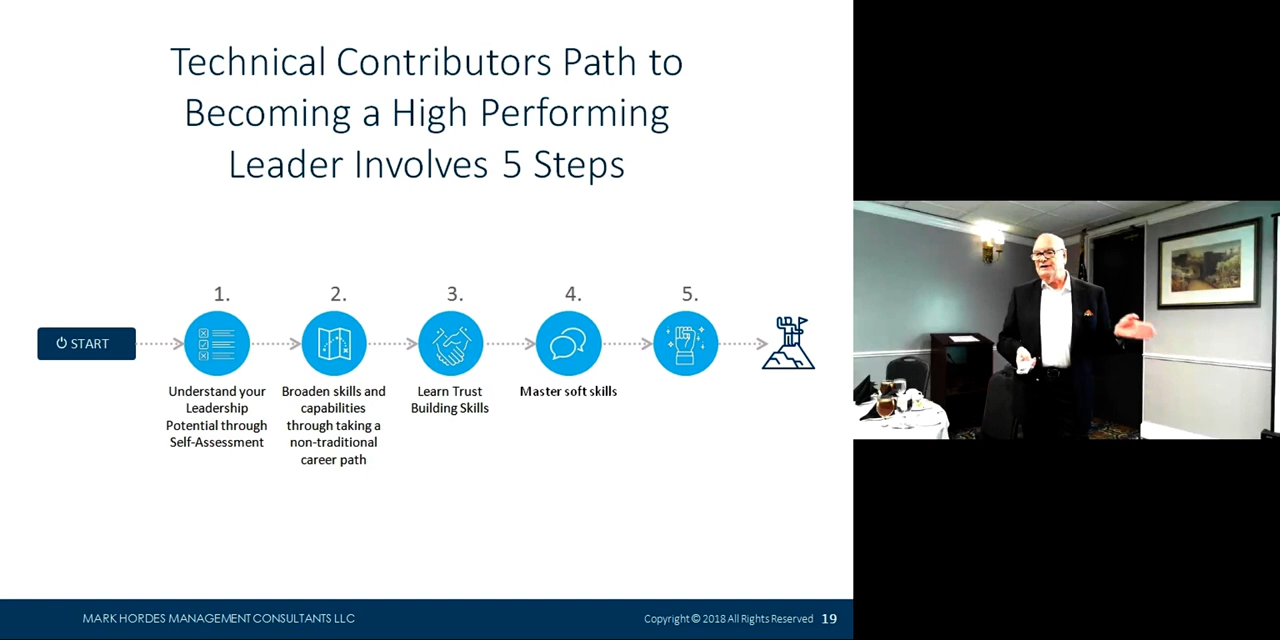 Technical Contributors Path to
Becoming a High Performing
Leader Involves 5 Steps
1.
2.
3.
4.
5.
START
Understand your
Leadership
Potential through
Self-Assessment
Broaden skills and
capabilities
through taking a
non-traditional
career path
Learn Trust
Building Skills
Master soft skills
MARK HORDES MANAGEMENT CONSULTANTS LLC
Copyright © 2018 All Rights Reserved 19